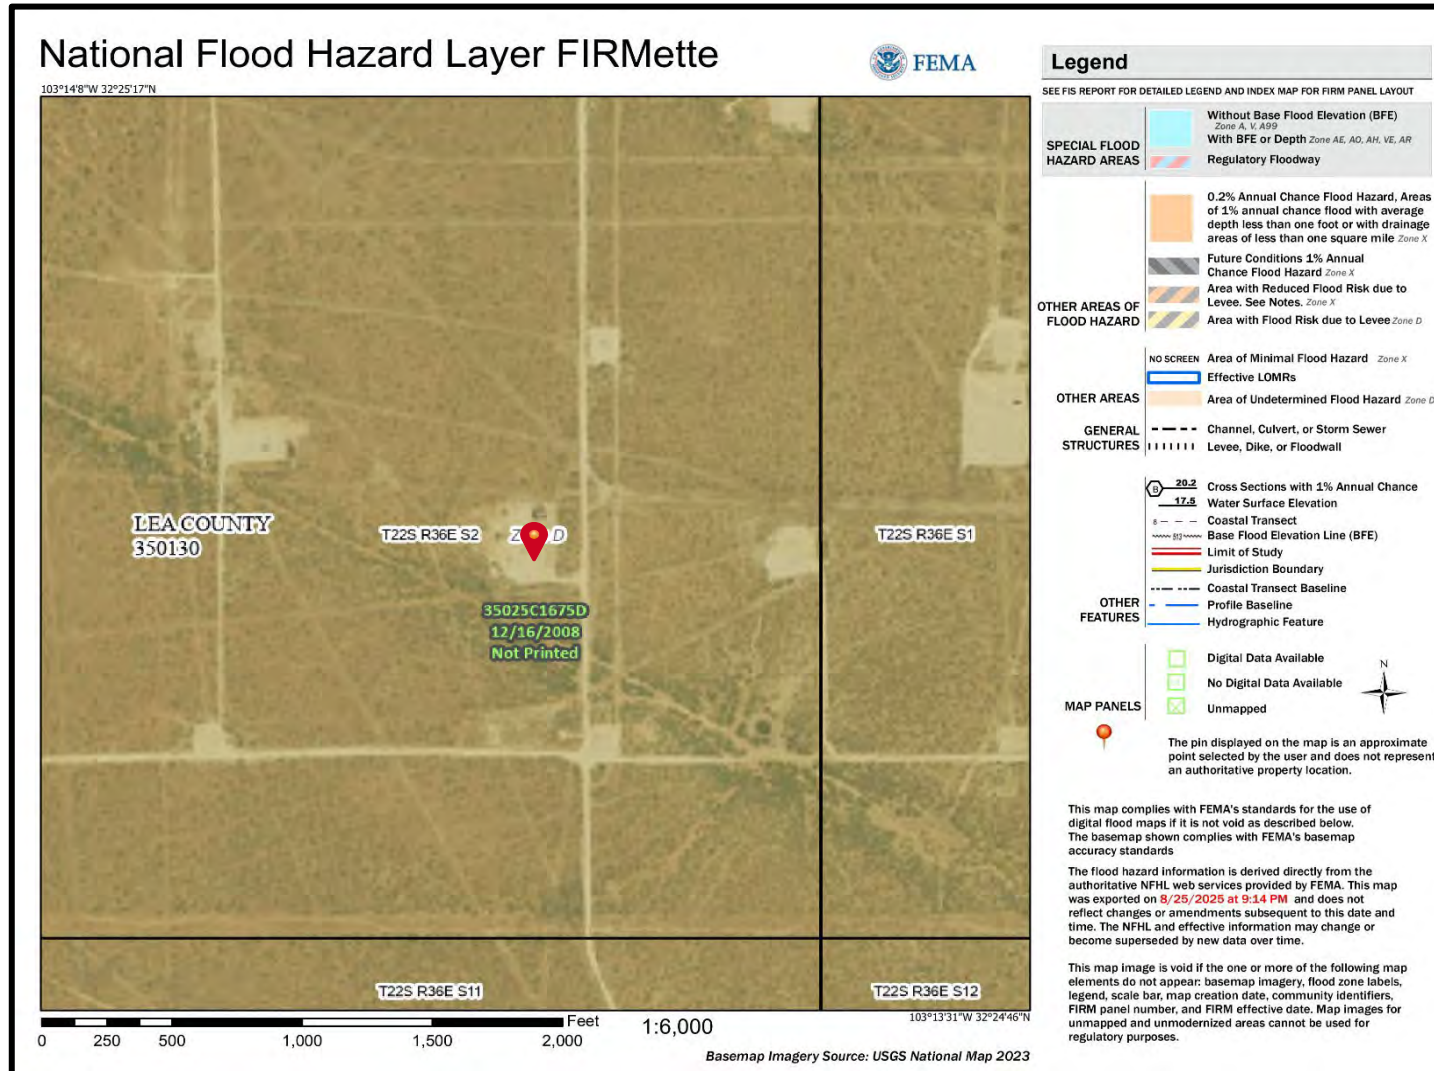 National Flood Hazard Layer FIRMette
FEMA
103°14'8"W 32°25'17"N
LEA COUNTY
350130
T22S R36E S2
T22S R36E S1
35025C1675D
12/16/2008
Not Printed
T22S R36E S11
T22S R36E S12
103°13'31"W 32°24'46"N
Feet
1:6,000
0 250 500 1,000 1,500 2,000
Basemap Imagery Source: USGS National Map 2023
Legend
SEE FIS REPORT FOR DETAILED LEGEND AND INDEX MAP FOR FIRM PANEL LAYOUT
SPECIAL FLOOD
HAZARD AREAS
Without Base Flood Elevation (BFE)
Zone A, V, A99
With BFE or Depth Zone AE, AO, AH, VE, AR
Regulatory Floodway
OTHER AREAS OF
FLOOD HAZARD
0.2% Annual Chance Flood Hazard, Areas
of 1% annual chance flood with average
depth less than one foot or with drainage
areas of less than one square mile Zone X
Future Conditions 1% Annual
Chance Flood Hazard Zone X
Area with Reduced Flood Risk due to
Levee. See Notes. Zone X
Area with Flood Risk due to Levee Zone D
OTHER AREAS
NO SCREEN Area of Minimal Flood Hazard Zone X
Effective LOMRs
Area of Undetermined Flood Hazard Zone D
GENERAL
STRUCTURES
Channel, Culvert, or Storm Sewer
Levee, Dike, or Floodwall
OTHER
FEATURES
B 20.2 Cross Sections with 1% Annual Chance
17.5 Water Surface Elevation
8 Coastal Transect
513 Base Flood Elevation Line (BFE)
Limit of Study
Jurisdiction Boundary
Coastal Transect Baseline
Profile Baseline
Hydrographic Feature
MAP PANELS
Digital Data Available
No Digital Data Available
Unmapped
N
The pin displayed on the map is an approximate
point selected by the user and does not represent
an authoritative property location.
This map complies with FEMA's standards for the use of
digital flood maps if it is not void as described below.
The basemap shown complies with FEMA's basemap
accuracy standards
The flood hazard information is derived directly from the
authoritative NFHL web services provided by FEMA. This map
was exported on 8/25/2025 at 9:14 PM and does not
reflect changes or amendments subsequent to this date and
time. The NFHL and effective information may change or
become superseded by new data over time.
This map image is void if the one or more of the following map
elements do not appear: basemap imagery, flood zone labels,
legend, scale bar, map creation date, community identifiers,
FIRM panel number, and FIRM effective date. Map images for
unmapped and unmodernized areas cannot be used for
regulatory purposes.